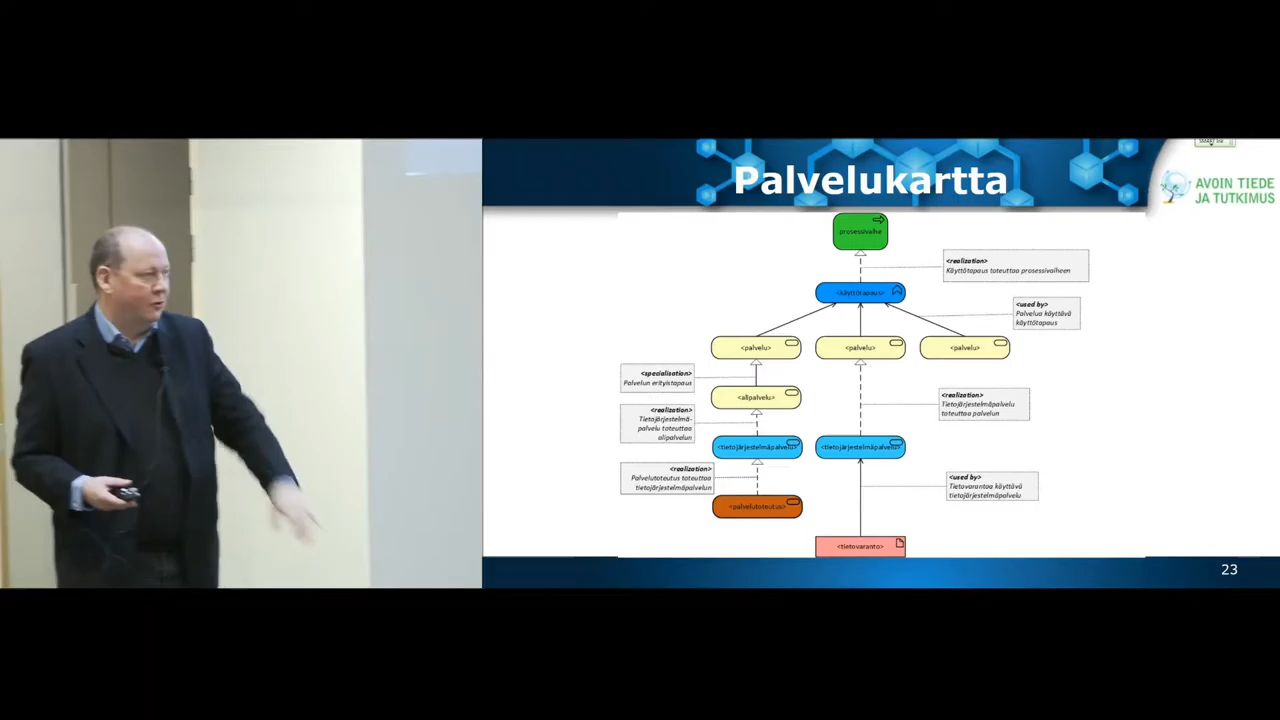 Palvelukartta
AVOIN TIEDE
JA TUTKIMUS
prosessivaihe
<realization>
Käyttötapaus toteuttaa prosessivaiheen
<käyttötapaus>
<used by>
Palvelua käyttävä
käyttötapaus
<palvelu>
<palvelu>
<palvelu>
<specialisation>
Palvelun erityistapaus
<alipalvelu>
<realization>
Tietojärjestelmäpalvelu
toteuttaa palvelun
<realization>
Tietojärjestelmä-
palvelu toteuttaa
alipalvelun
<tietojärjestelmäpalvelu>
<tietojärjestelmäpalvelu>
<realization>
Palvelutoteutus toteuttaa
tietojärjestelmäpalvelun
<used by>
Tietovarantoa käyttävä
tietojärjestelmäpalvelu
<palvelutoteutus>
<tietovaranto>
23